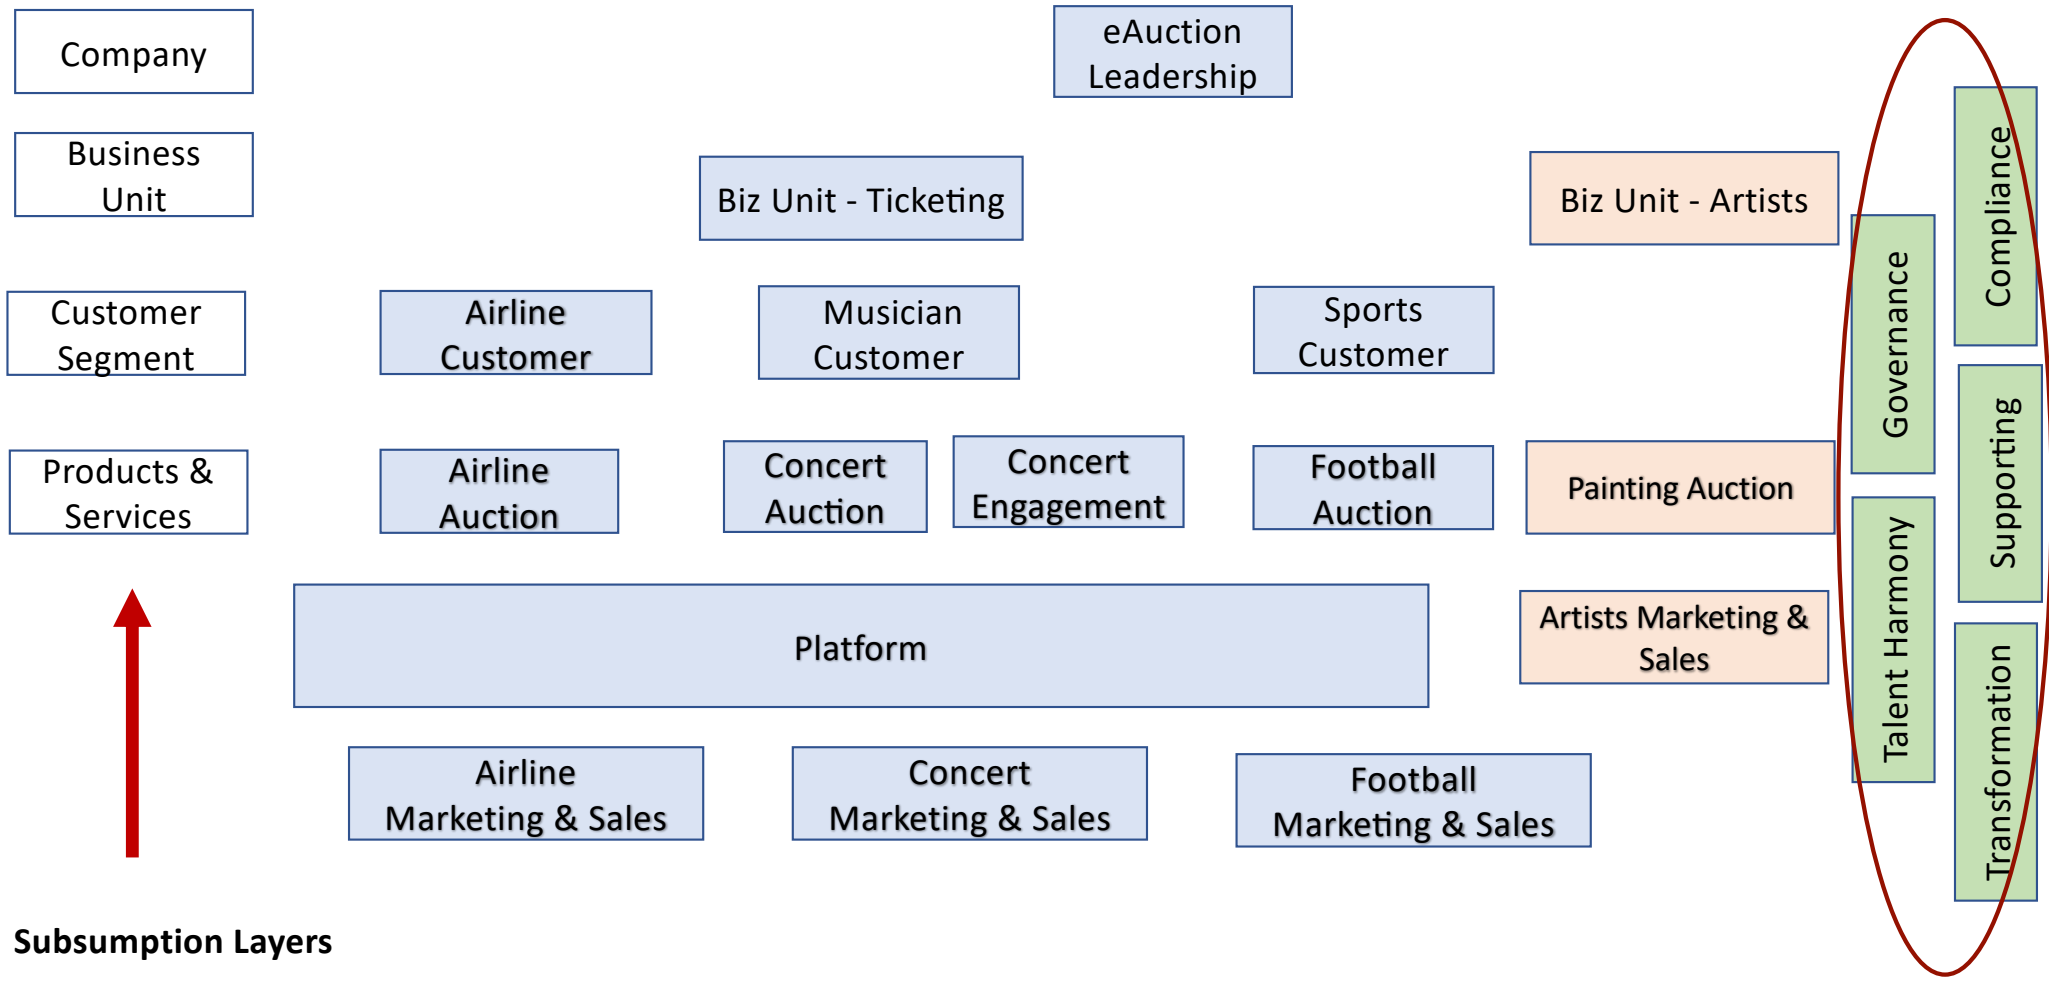 Company
eAuction
Leadership
Business
Unit
Biz Unit - Ticketing
Biz Unit - Artists
Customer
Segment
Airline
Customer
Musician
Customer
Sports
Customer
Products &
Services
Airline
Auction
Concert
Auction
Concert
Engagement
Football
Auction
Painting Auction
Platform
Artists Marketing &
Sales
Airline
Marketing & Sales
Concert
Marketing & Sales
Football
Marketing & Sales
Governance
Talent Harmony
Compliance
Supporting
Transformation
Subsumption Layers